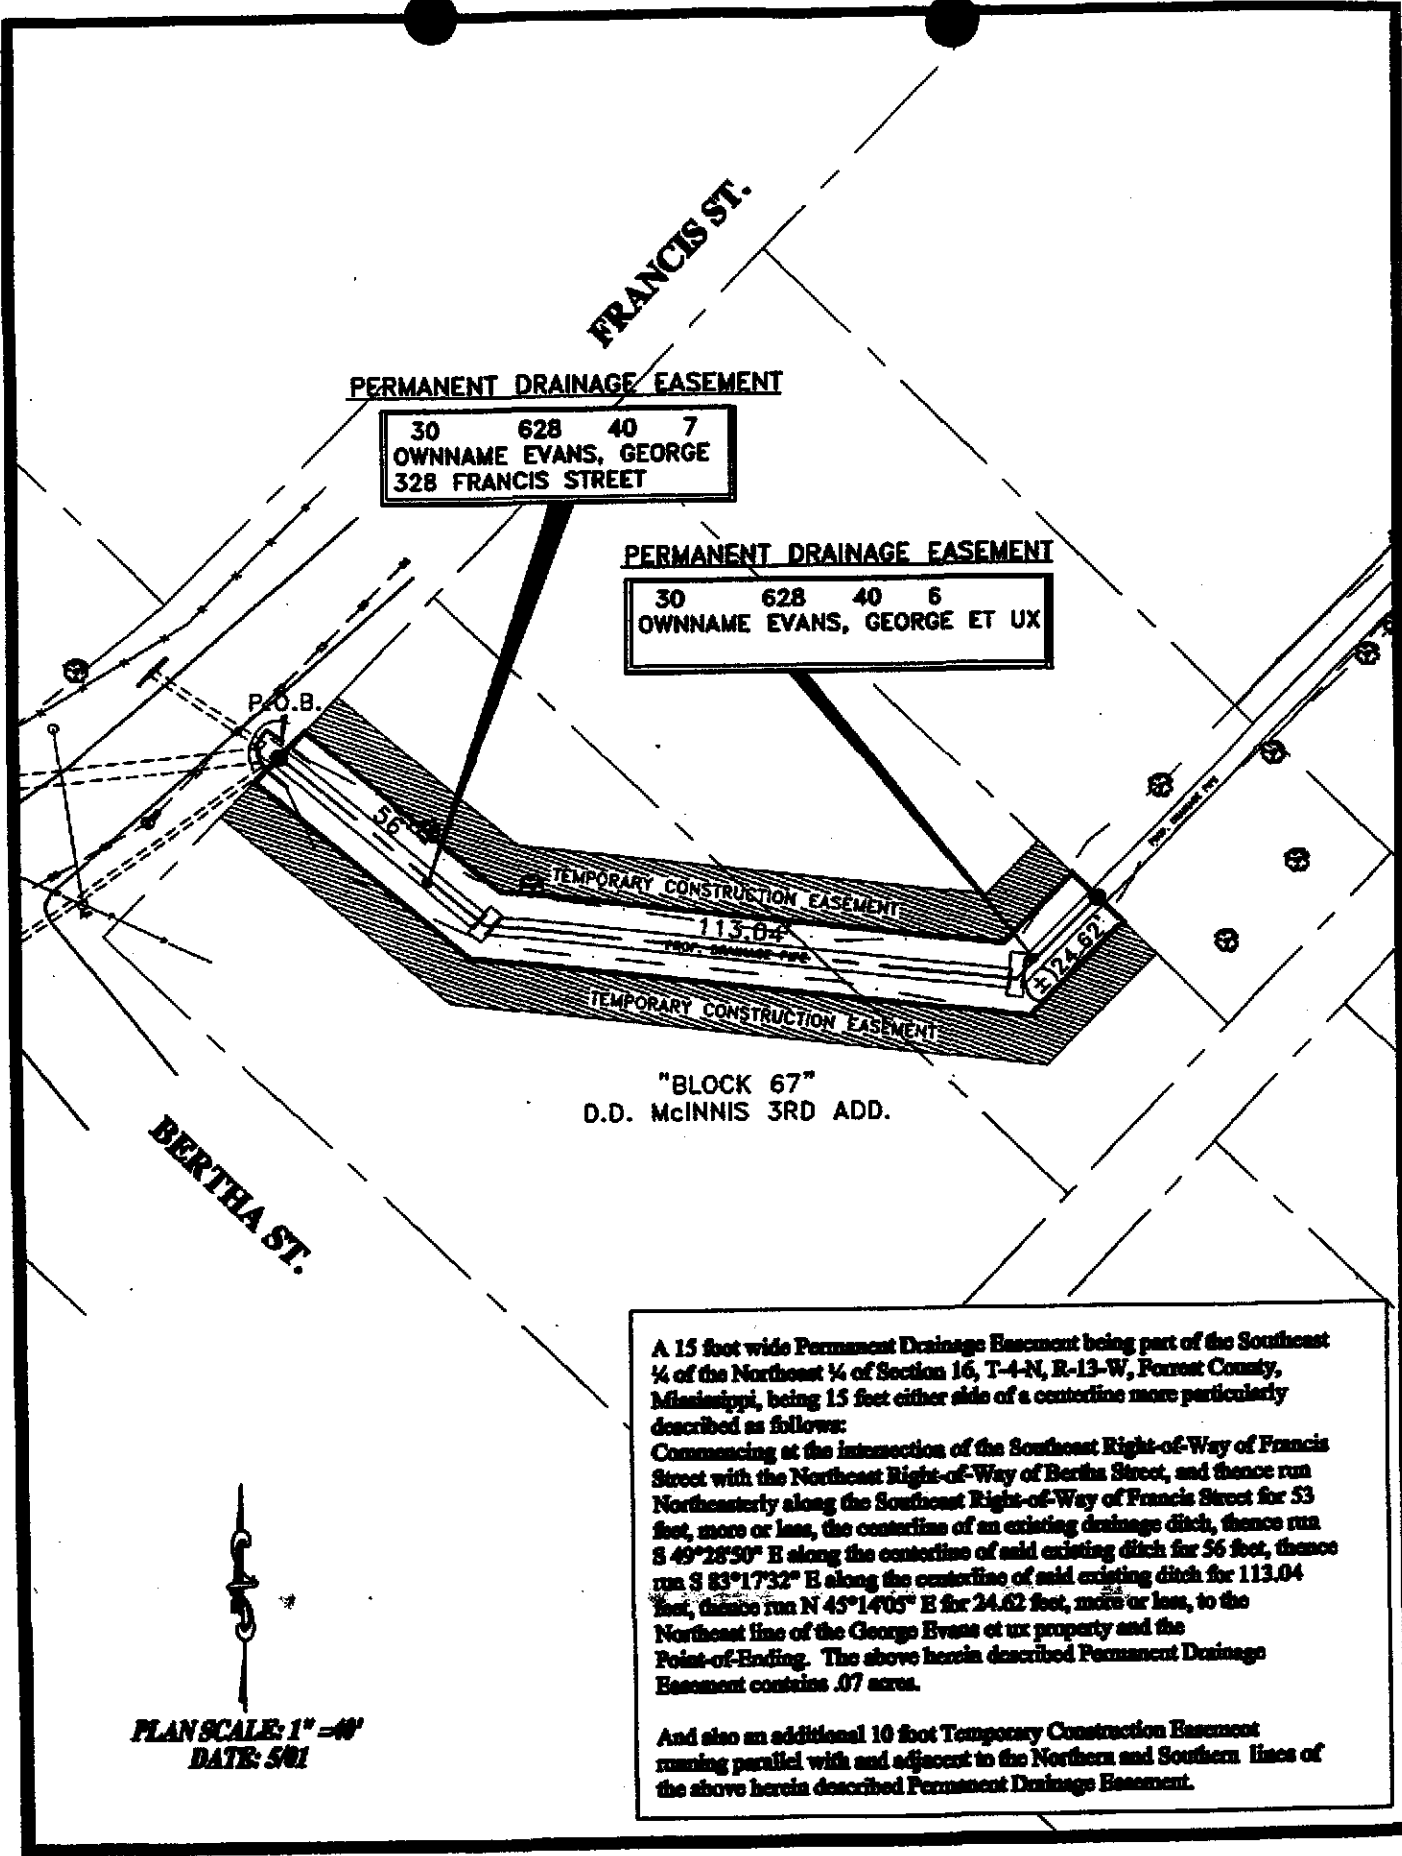 FRANCIS ST.
PERMANENT DRAINAGE EASEMENT
30 628 40 7
OWNNAME EVANS, GEORGE
328 FRANCIS STREET
PERMANENT DRAINAGE EASEMENT
30 628 40 6
OWNNAME EVANS, GEORGE ET UX
P.O.B.
56'
TEMPORARY CONSTRUCTION EASEMENT
113.04'
PROP. DRAINAGE PIPE
(±)24.62'
PROP. DRAINAGE PIPE
TEMPORARY CONSTRUCTION EASEMENT
"BLOCK 67"
D.D. McINNIS 3RD ADD.
BERTHA ST.
A 15 foot wide Permanent Drainage Easement being part of the Southeast
¼ of the Northeast ¼ of Section 16, T-4-N, R-13-W, Forrest County,
Mississippi, being 15 feet either side of a centerline more particularly
described as follows:
Commencing at the intersection of the Southeast Right-of-Way of Francis
Street with the Northeast Right-of-Way of Bertha Street, and thence run
Northeasterly along the Southeast Right-of-Way of Francis Street for 53
feet, more or less, the centerline of an existing drainage ditch, thence run
S 49°28'50" E along the centerline of said existing ditch for 56 feet, thence
run S 83°17'32" E along the centerline of said existing ditch for 113.04
feet, thence run N 45°14'05" E for 24.62 feet, more or less, to the
Northeast line of the George Evans et ux property and the
Point-of-Ending. The above herein described Permanent Drainage
Easement contains .07 acres.
And also an additional 10 foot Temporary Construction Easement
running parallel with and adjacent to the Northern and Southern lines of
the above herein described Permanent Drainage Easement.
PLAN SCALE: 1" =40'
DATE: 5/01